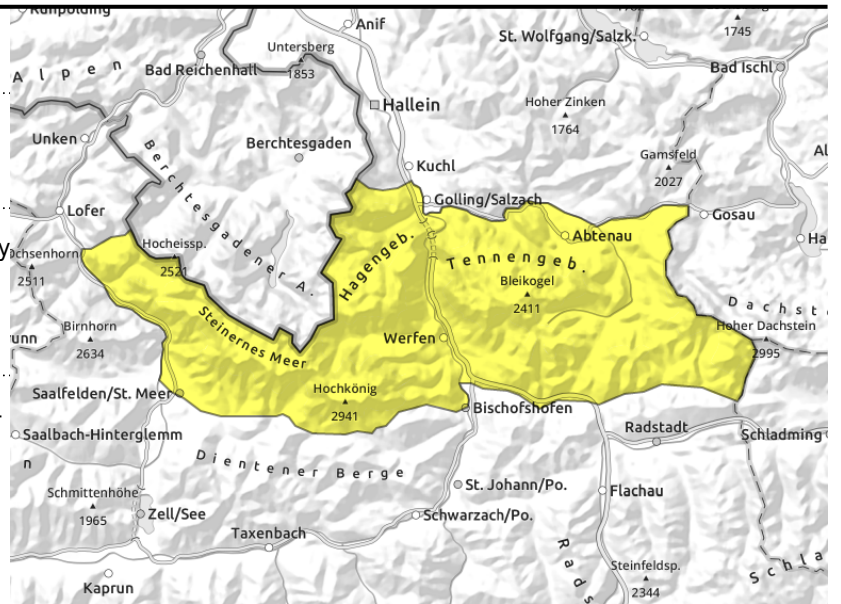 Anif
Untersberg
1853
St. Wolfgang/Salzk.
1745
Bad Ischl
Alpen
Bad Reichenhall
Hallein
Hoher Zinken
1764
Unken
Berchtesgaden
Gamsfeld
2027
Kuchl
Berchtesgadener A.
Lofer
Golling/Salzach
Gosau
Abtenau
Hocheissp.
2521
2511
Hagengeb.
Tennengeb.
Bleikogel
2411
Steinernes Meer
Birnhorn
2634
Werfen
Hoher Dachstein
2995
Saalfelden/St. Meer
Hochkönig
2941
Bischofshofen
Radstadt
Schladming
Saalbach-Hinterglemm
Dientener Berge
Schmittenhöhe
1965
Zell/See
St. Johann/Po.
Flachau
Schwarzach/Po.
Taxenbach
Kaprun
Steinfeldsp.
2344